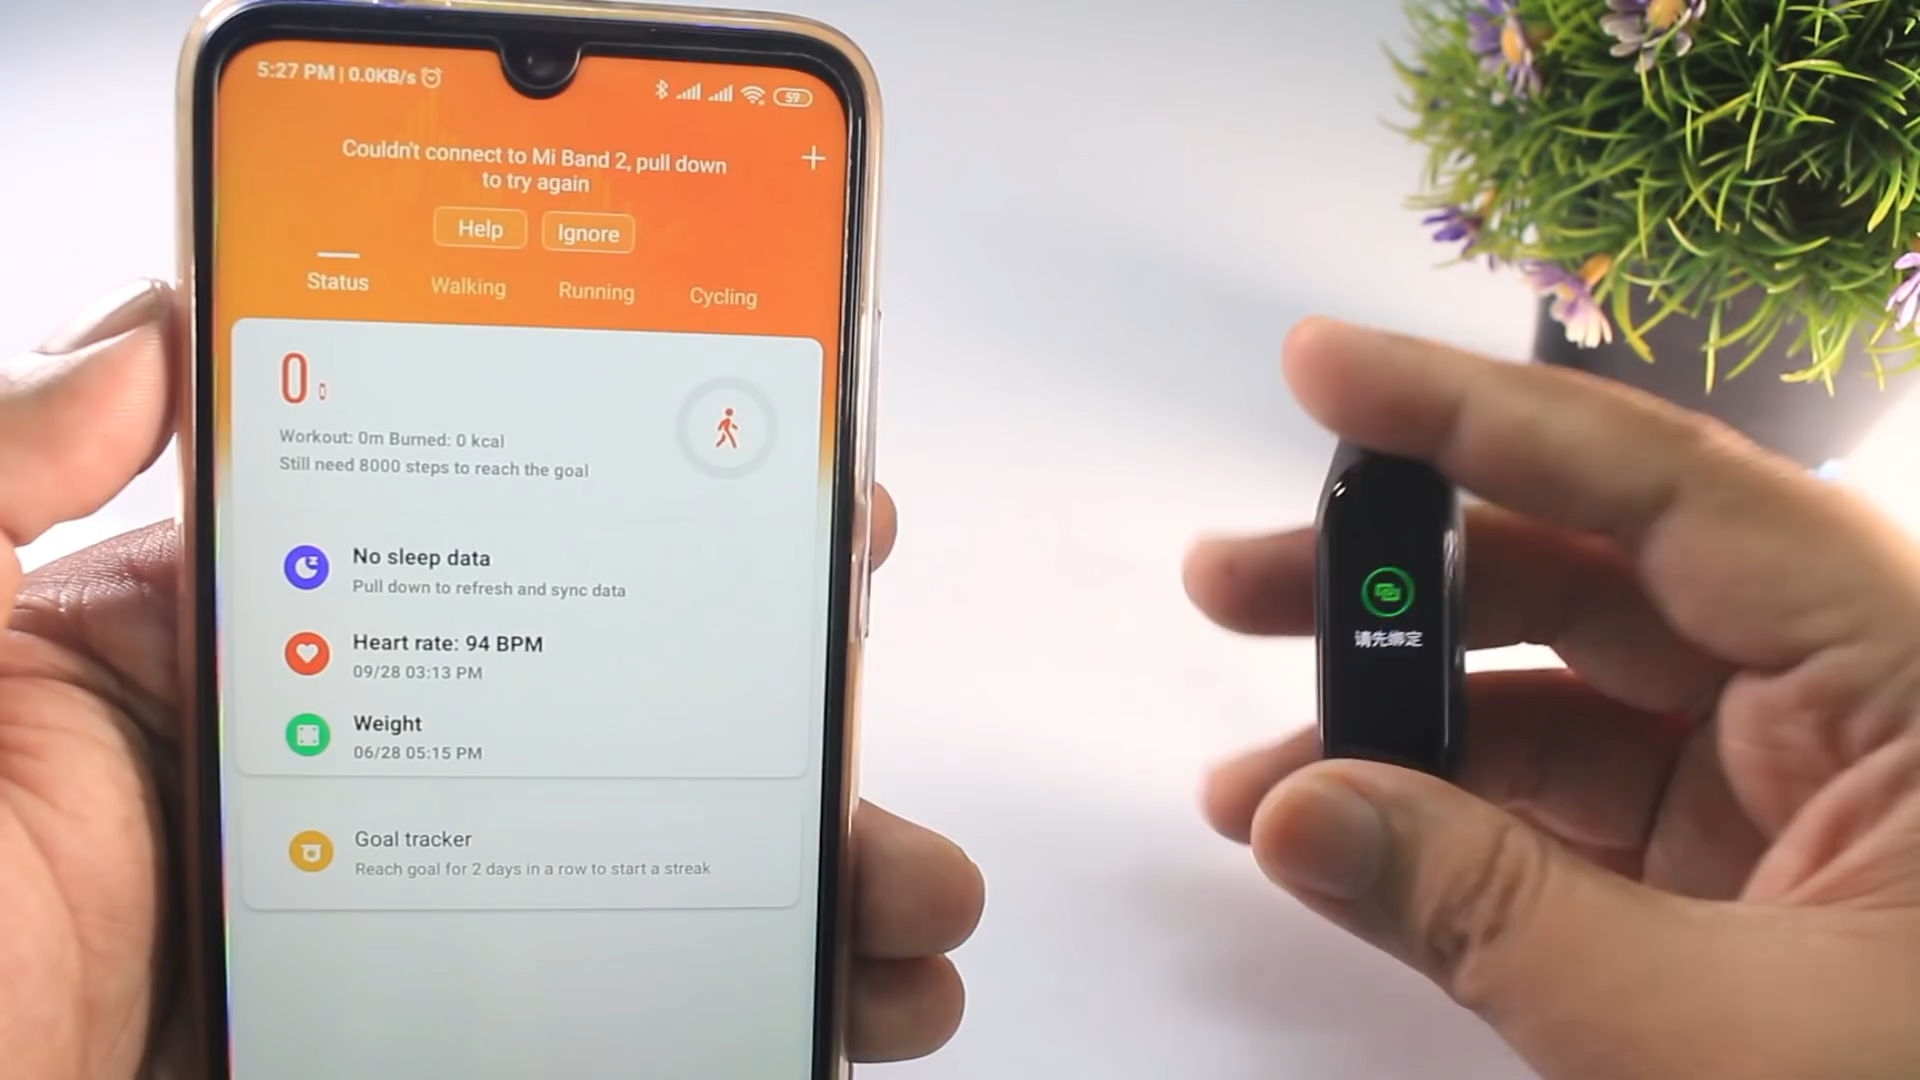 5:27 PM | 0.0KB/s
59
Couldn't connect to Mi Band 2, pull down
to try again
Help
Ignore
Status
Walking
Running
Cycling
0
Workout: 0m Burned: 0 kcal
Still need 8000 steps to reach the goal
No sleep data
Pull down to refresh and sync data
Heart rate: 94 BPM
09/28 03:13 PM
Weight
06/28 05:15 PM
Goal tracker
Reach goal for 2 days in a row to start a streak
请先绑定